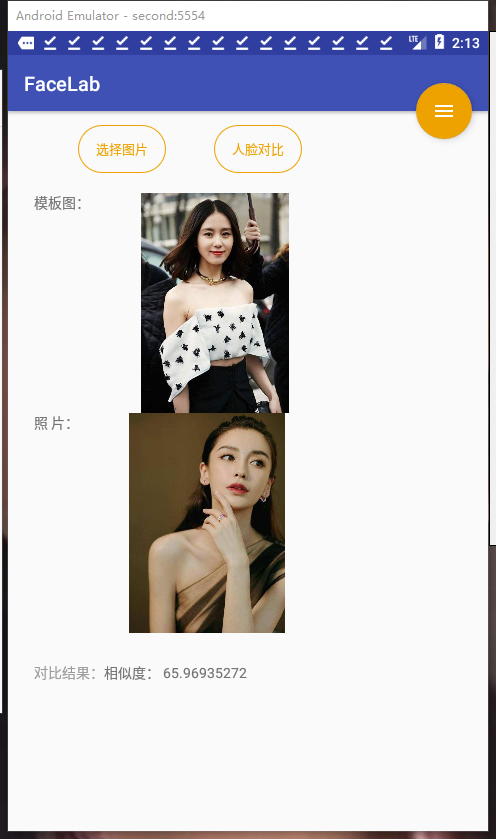 Android Emulator - second:5554
LTE 2:13
FaceLab
选择图片 人脸对比
模板图：
照 片：
对比结果：相似度： 65.96935272